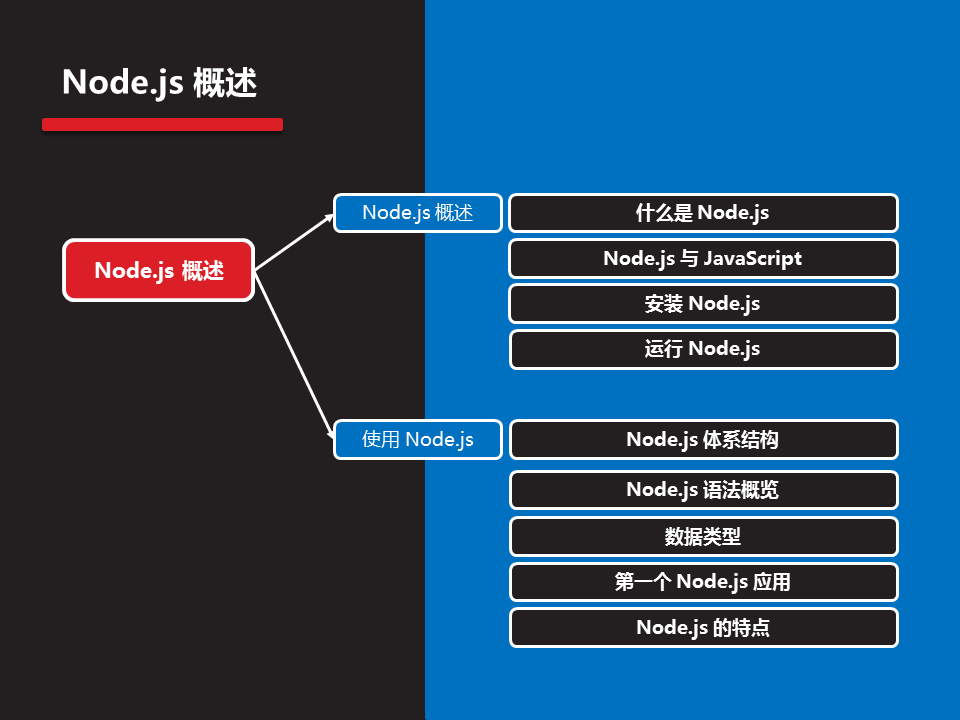 Node.js 概述
Node.js 概述
Node.js 概述
什么是 Node.js
Node.js 与 JavaScript
安装 Node.js
运行 Node.js
使用 Node.js
Node.js 体系结构
Node.js 语法概览
数据类型
第一个 Node.js 应用
Node.js 的特点